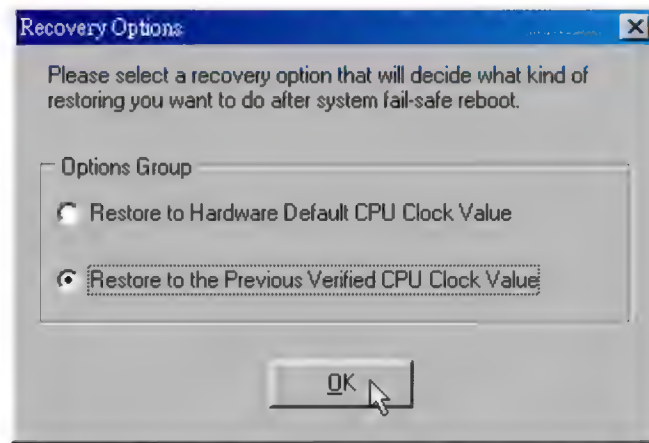 Recovery Options
Please select a recovery option that will decide what kind of
restoring you want to do after system fail-safe reboot.
Options Group
Restore to Hardware Default CPU Clock Value
Restore to the Previous Verified CPU Clock Value
OK